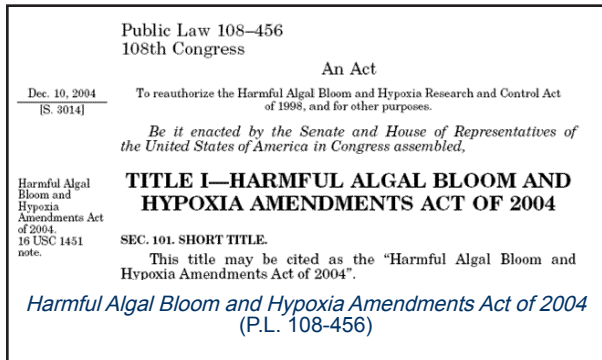 Public Law 108–456
108th Congress
An Act
Dec. 10, 2004
[S. 3014]
To reauthorize the Harmful Algal Bloom and Hypoxia Research and Control Act
of 1998, and for other purposes.
Be it enacted by the Senate and House of Representatives of
the United States of America in Congress assembled,
Harmful Algal
Bloom and
Hypoxia
Amendments Act
of 2004.
16 USC 1451
note.
TITLE I—HARMFUL ALGAL BLOOM AND
HYPOXIA AMENDMENTS ACT OF 2004
SEC. 101. SHORT TITLE.
This title may be cited as the “Harmful Algal Bloom and
Hypoxia Amendments Act of 2004”.
Harmful Algal Bloom and Hypoxia Amendments Act of 2004
(P.L. 108-456)